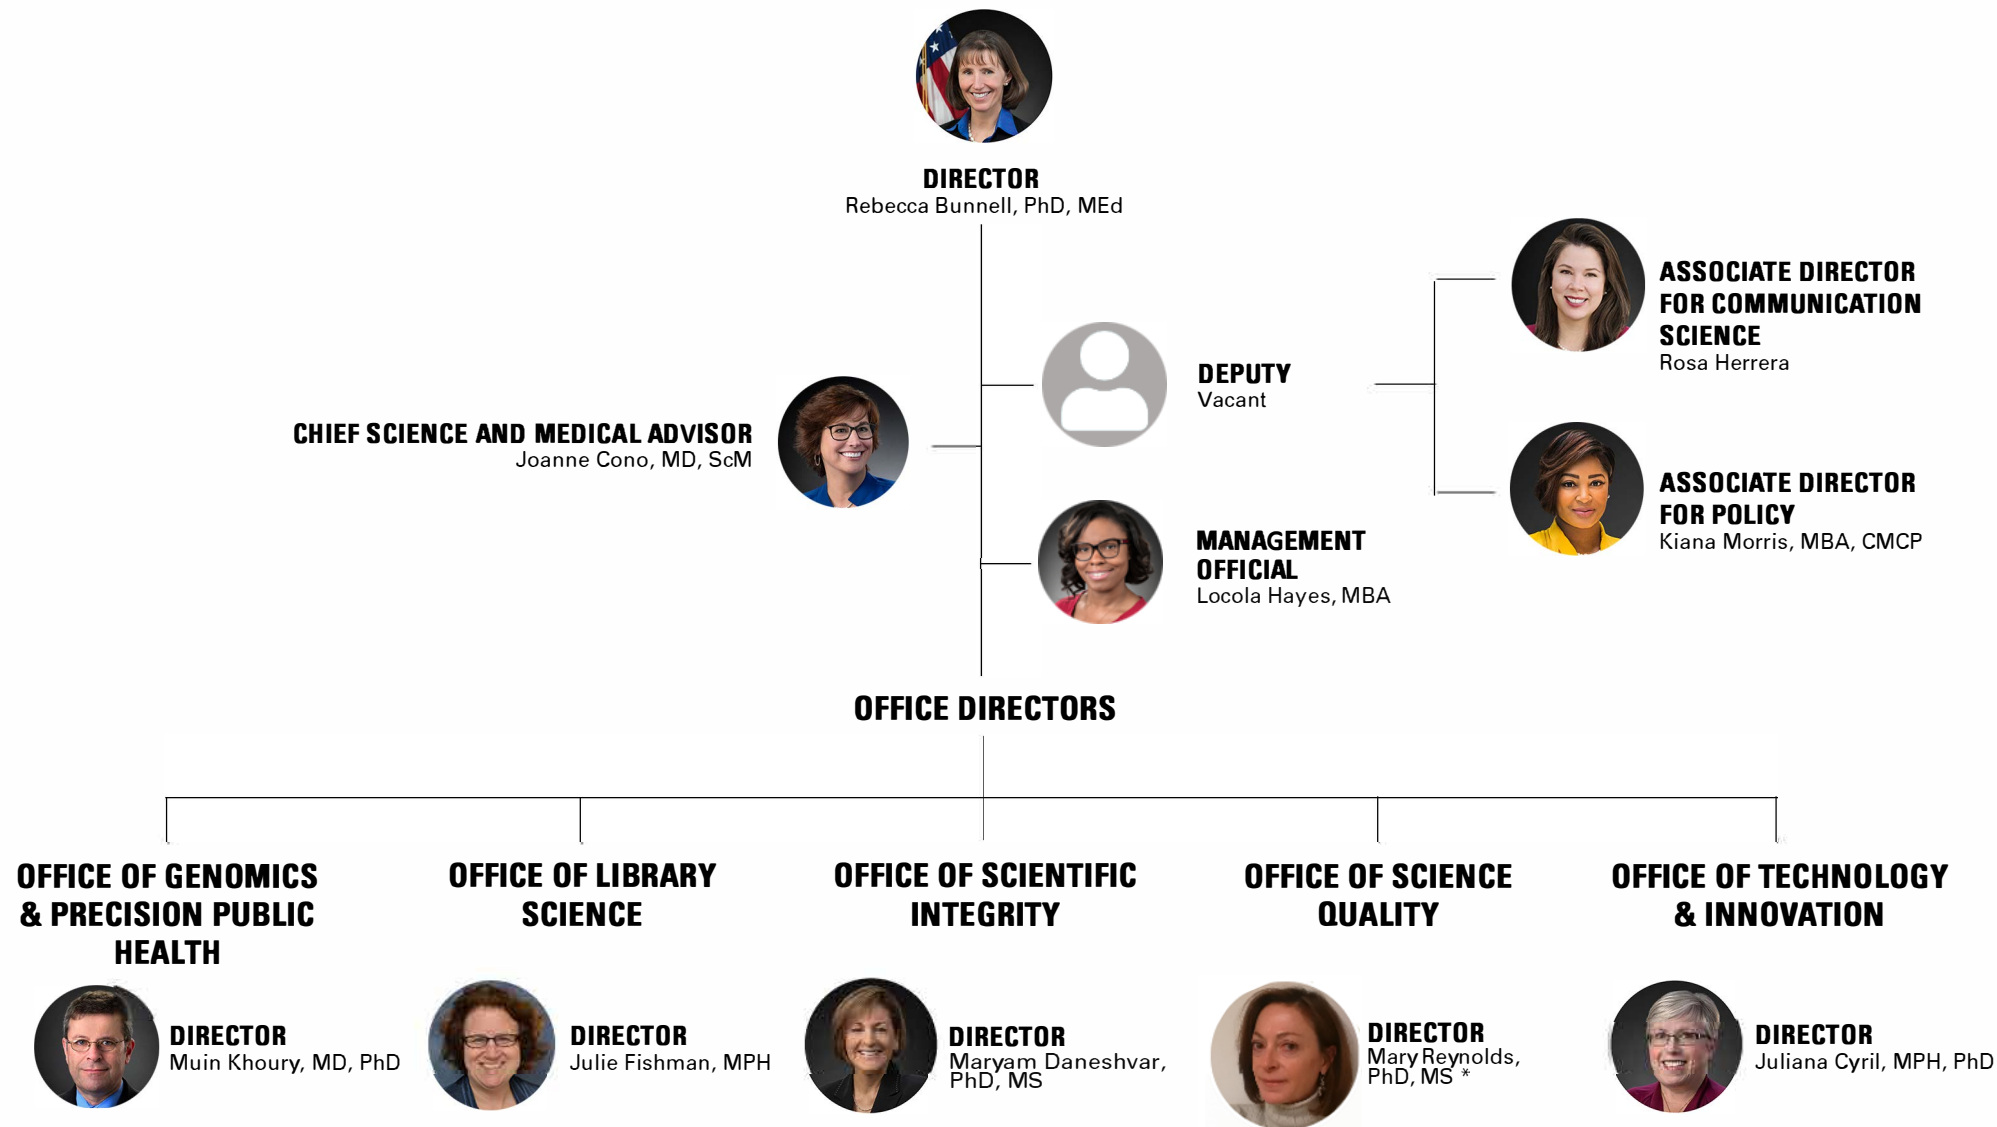 DIRECTOR
Rebecca Bunnell, PhD, MEd
ASSOCIATE DIRECTOR
FOR COMMUNICATION
SCIENCE
Rosa Herrera
DEPUTY
Vacant
CHIEF SCIENCE AND MEDICAL ADVISOR
Joanne Cono, MD, ScM
ASSOCIATE DIRECTOR
FOR POLICY
Kiana Morris, MBA, CMCP
MANAGEMENT
OFFICIAL
Locola Hayes, MBA
OFFICE DIRECTORS
OFFICE OF GENOMICS
& PRECISION PUBLIC
HEALTH
DIRECTOR
Muin Khoury, MD, PhD
OFFICE OF LIBRARY
SCIENCE
DIRECTOR
Julie Fishman, MPH
OFFICE OF SCIENTIFIC
INTEGRITY
DIRECTOR
Maryam Daneshvar,
PhD, MS
OFFICE OF SCIENCE
QUALITY
DIRECTOR
Mary Reynolds,
PhD, MS *
OFFICE OF TECHNOLOGY
& INNOVATION
DIRECTOR
Juliana Cyril, MPH, PhD